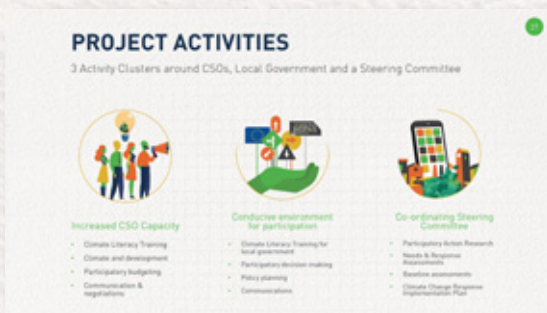 PROJECT ACTIVITIES
3 Activity Clusters around CSOs, Local Government and a Steering Committee
Increased CSO Capacity
Climate Literacy Training
Climate and development
Participatory budgeting
Communication &
negotiations
Conducive environment
for participation
Climate Literacy Training for
local government
Participatory decision making
Policy planning
Communications
Co-ordinating Steering
Committee
Participatory Action Research
Needs & Response
Assessments
Baseline assessments
Climate Change Response
Implementation Plan